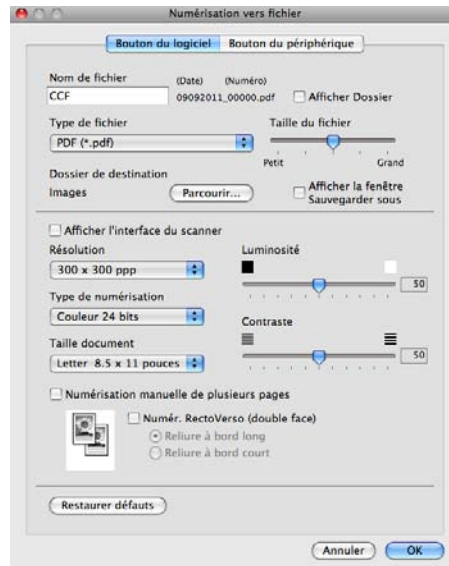 Numérisation vers fichier
Bouton du logiciel Bouton du périphérique
Nom de fichier (Date) (Numéro)
CCF 09092011_00000.pdf Afficher Dossier
Type de fichier Taille du fichier
PDF (*.pdf)
Petit Grand
Dossier de destination
Images Parcourir... Afficher la fenêtre
Sauvegarder sous
Afficher l'interface du scanner
Résolution Luminosité
300 x 300 ppp 50
Type de numérisation
Couleur 24 bits Contraste
Taille document
Letter 8.5 x 11 pouces 50
Numérisation manuelle de plusieurs pages
Numér. RectoVerso (double face)
Reliure à bord long
Reliure à bord court
Restaurer défauts
Annuler OK